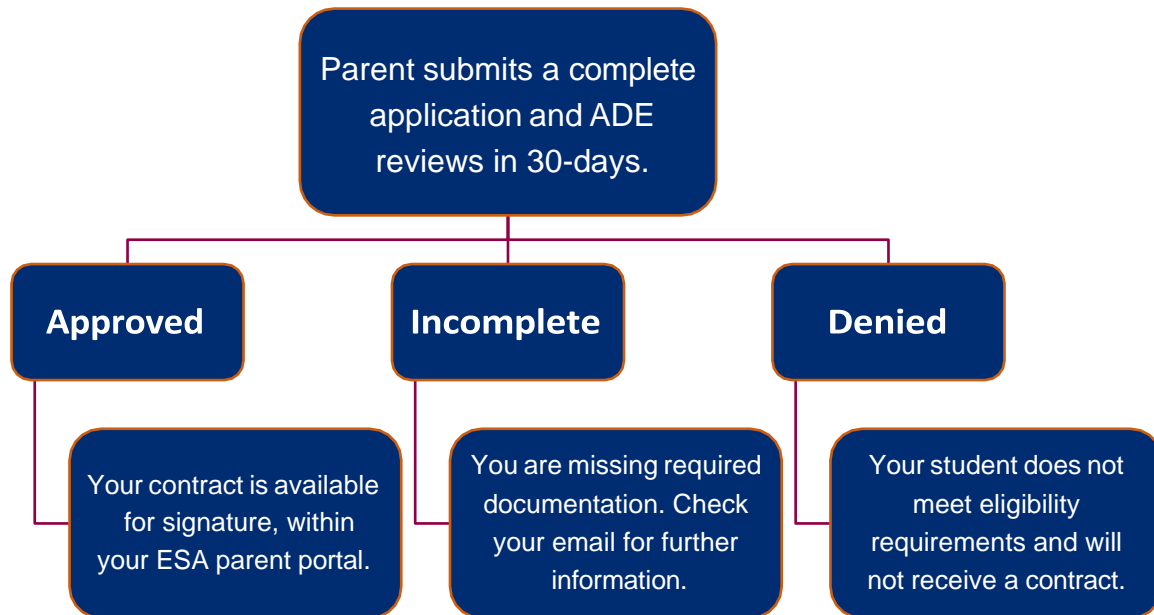 Parent submits a complete
application and ADE
reviews in 30-days.
Approved
Incomplete
Denied
Your contract is available
for signature, within
your ESA parent portal.
You are missing required
documentation. Check
your email for further
information.
Your student does not
meet eligibility
requirements and will
not receive a contract.